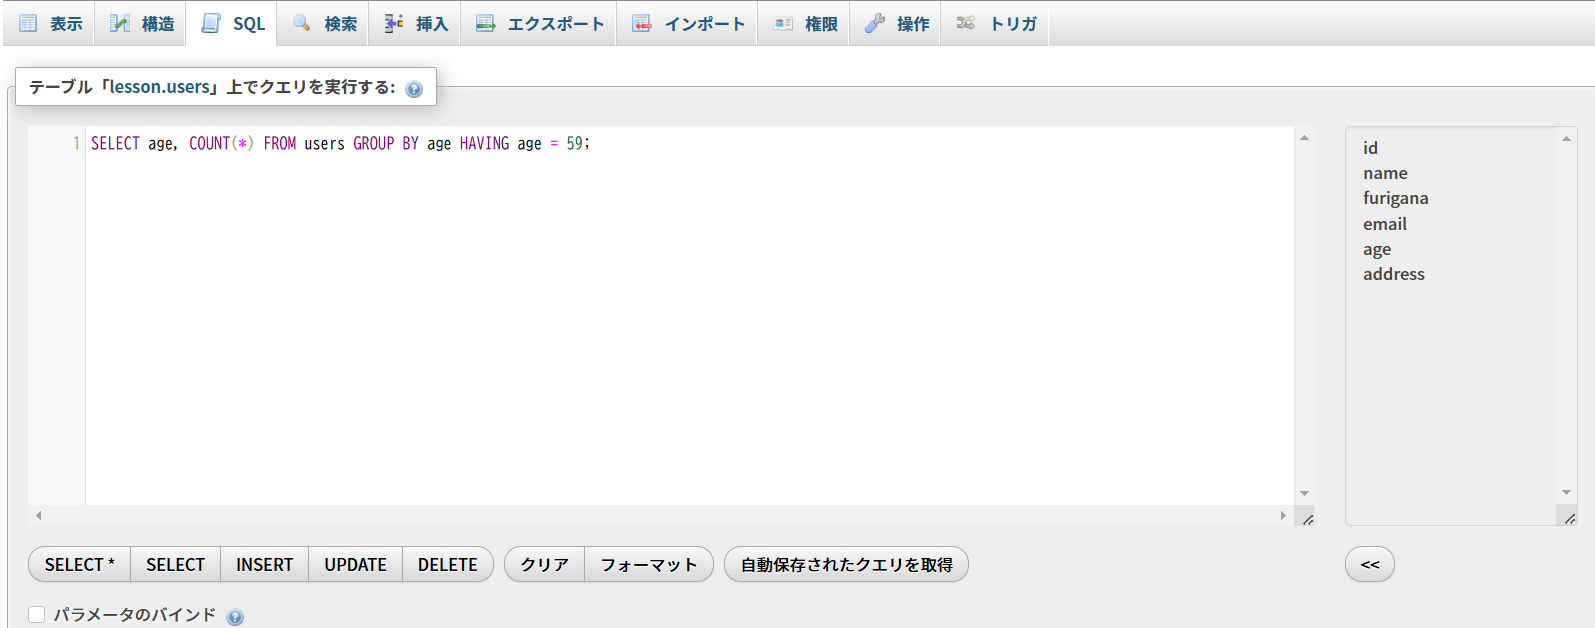 表示 構造 SQL 検索 挿入 エクスポート インポート 権限 操作 トリガ
テーブル「lesson.users」上でクエリを実行する:
1 SELECT age, COUNT(*) FROM users GROUP BY age HAVING age = 59;
id
name
furigana
email
age
address
SELECT * SELECT INSERT UPDATE DELETE クリア フォーマット 自動保存されたクエリを取得 <<
パラメータのバインド